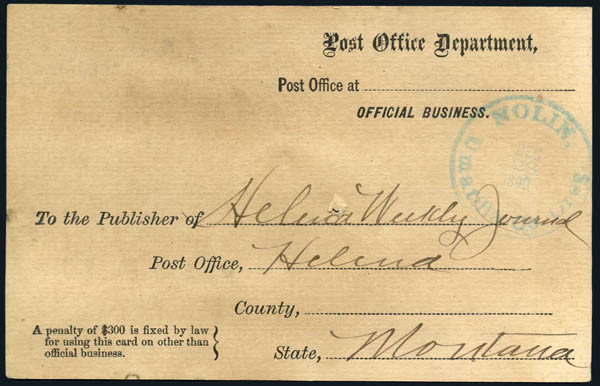 Post Office Department,
Post Office at
OFFICIAL BUSINESS.
NOLIN,
1890
To the Publisher of Helena Weekly Journal
Post Office, Helena
County,
A penalty of $300 is fixed by law
for using this card on other than
official business.
State, Montana